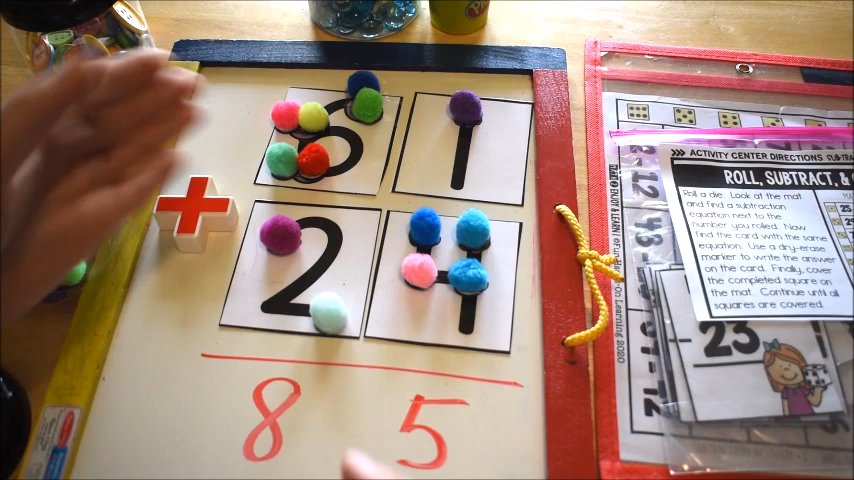 6 1
+
2 4
8 5
>>> ACTIVITY CENTER DIRECTIONS
ROLL, SUBTRACT, &
Roll a die. Look at the mat
and find a subtraction
equation next to the
number you rolled. Now
find the card with the same
equation. Use a dry-erase
marker to write the answer
on the card. Finally, cover
the completed square on
the mat. Continue until all
squares are covered.
- 23